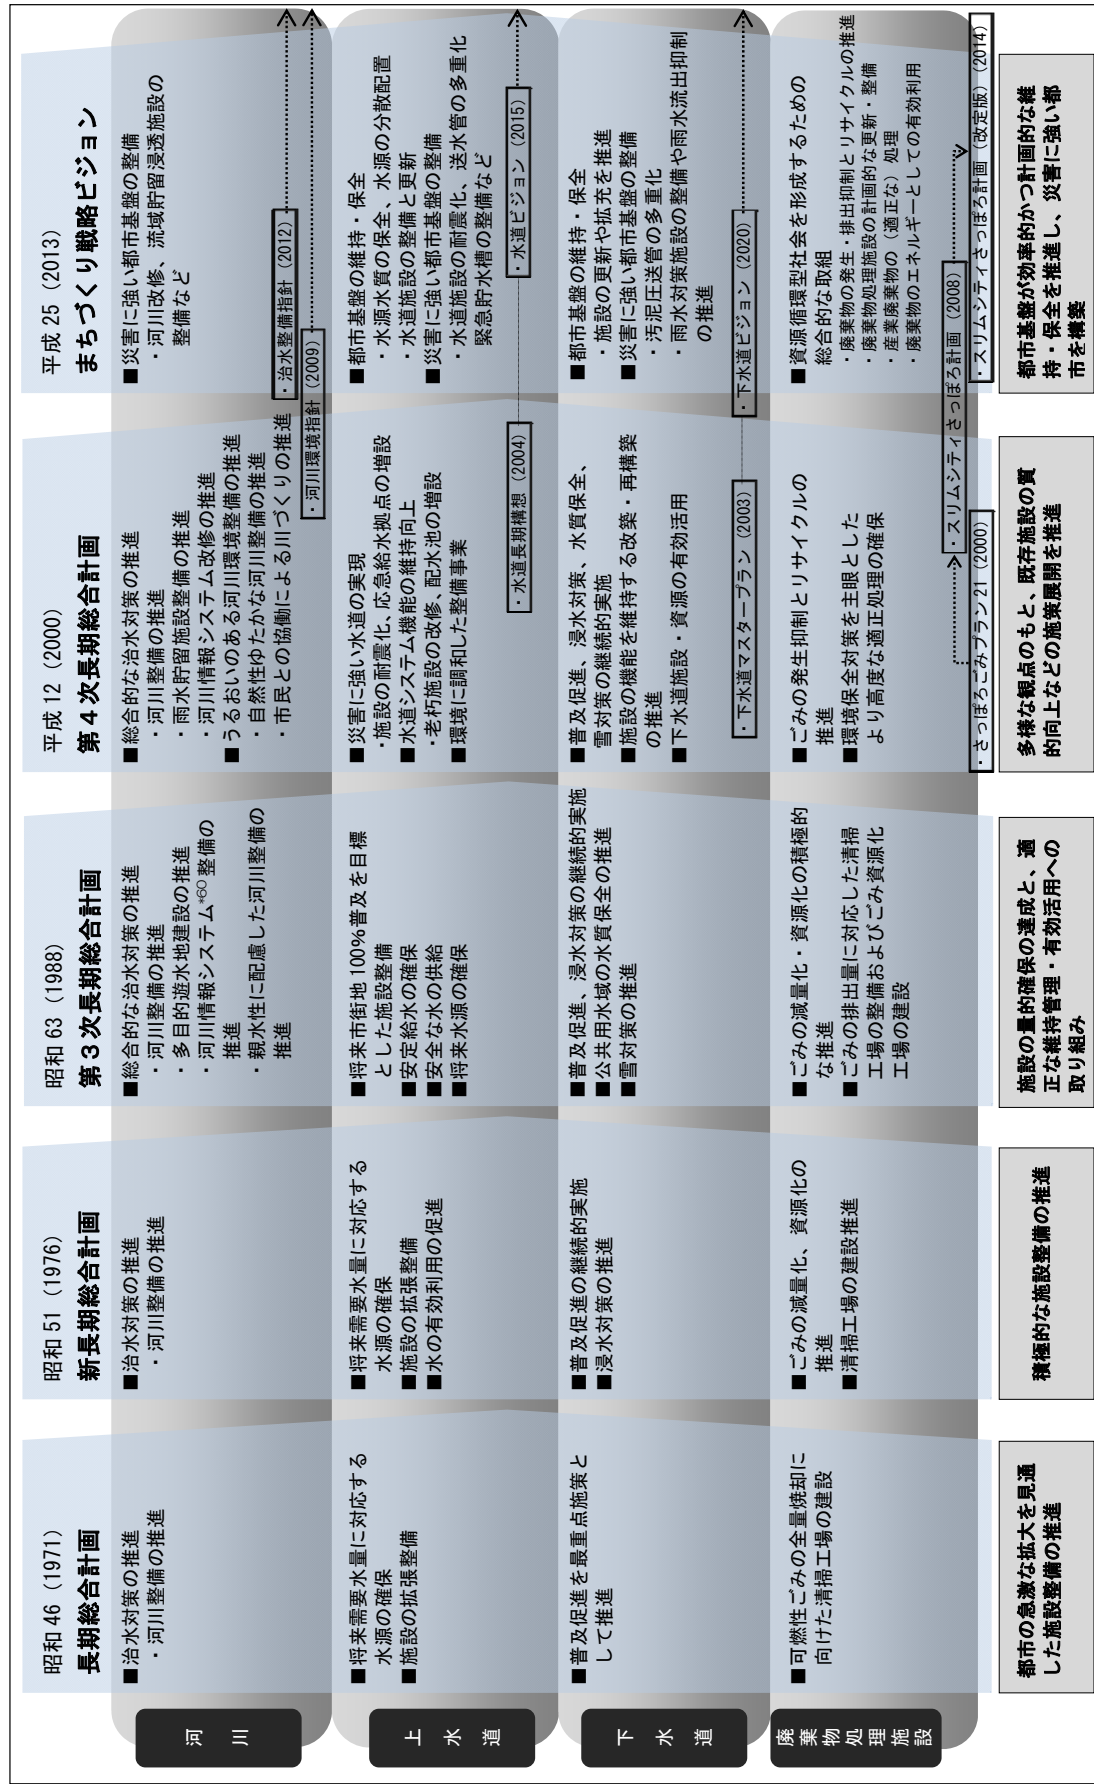 昭和 46 (1971)
長期総合計画
昭和 51 (1976)
新長期総合計画
昭和 63 (1988)
第３次長期総合計画
平成 12 (2000)
第４次長期総合計画
平成 25 (2013)
まちづくり戦略ビジョン
河川
■治水対策の推進
・河川整備の推進
■治水対策の推進
・河川整備の推進
■総合的な治水対策の推進
・河川整備の推進
・多目的遊水地建設の推進
・河川情報システム*60 整備の
推進
・親水性に配慮した河川整備の
推進
■総合的な治水対策の推進
・河川整備の推進
・雨水貯留施設整備の推進
・河川情報システム改修の推進
■うるおいのある河川環境整備の推進
・自然性ゆたかな河川整備の推進
・市民との協働による川づくりの推進
■災害に強い都市基盤の整備
・河川改修、流域貯留浸透施設の
整備など
・治水整備指針 (2012)
・河川環境指針 (2009)
上水道
■将来需要水量に対応する
水源の確保
■施設の拡張整備
■将来需要水量に対応する
水源の確保
■施設の拡張整備
■水の有効利用の促進
■将来市街地 100%普及を目標
とした施設整備
■安定給水の確保
■安全な水の供給
■将来水源の確保
■災害に強い水道の実現
・施設の耐震化、応急給水拠点の増設
■水道システム機能の維持向上
・老朽施設の改修、配水池の増設
■環境に調和した整備事業
■都市基盤の維持・保全
・水源水質の保全、水源の分散配置
・水道施設の整備と更新
■災害に強い都市基盤の整備
・水道施設の耐震化、送水管の多重化
緊急貯水槽の整備など
・水道長期構想 (2004)
・水道ビジョン (2015)
下水道
■普及促進を最重点施策と
して推進
■普及促進の継続的実施
■浸水対策の推進
■普及促進、浸水対策の継続的実施
■公共用水域の水質保全の推進
■雪対策の推進
■普及促進、浸水対策、水質保全、
雪対策の継続的実施
■施設の機能を維持する改築・再構築
の推進
■下水道施設・資源の有効活用
■都市基盤の維持・保全
・施設の更新や拡充を推進
■災害に強い都市基盤の整備
・汚泥圧送管の多重化
・雨水対策施設の整備や雨水流出抑制
の推進
・下水道マスタープラン (2003)
・下水道ビジョン (2020)
廃棄物処理施設
■可燃性ごみの全量焼却に
向けた清掃工場の建設
■ごみの減量化、資源化の
推進
■清掃工場の建設推進
■ごみの減量化・資源化の積極的
な推進
■ごみの排出量に対応した清掃
工場の整備およびごみ資源化
工場の建設
■ごみの発生抑制とリサイクルの
推進
■環境保全対策を主眼とした
より高度な適正処理の確保
■資源循環型社会を形成するための
総合的な取組
・廃棄物の発生・排出抑制とリサイクルの推進
・廃棄物処理施設の計画的な更新・整備
・産業廃棄物の（適正な）処理
・廃棄物のエネルギーとしての有効利用
・さっぽろごみプラン21 (2000)
・スリムシティさっぽろ計画 (2008)
・スリムシティさっぽろ計画（改定版）(2014)
都市の急激な拡大を見通
した施設整備の推進
積極的な施設整備の推進
施設の量的確保の達成と、適
正な維持管理・有効活用への
取り組み
多様な観点のもと、既存施設の質
的向上などの施策展開を推進
都市基盤が効率的かつ計画的な維
持・保全を推進し、災害に強い都
市を構築